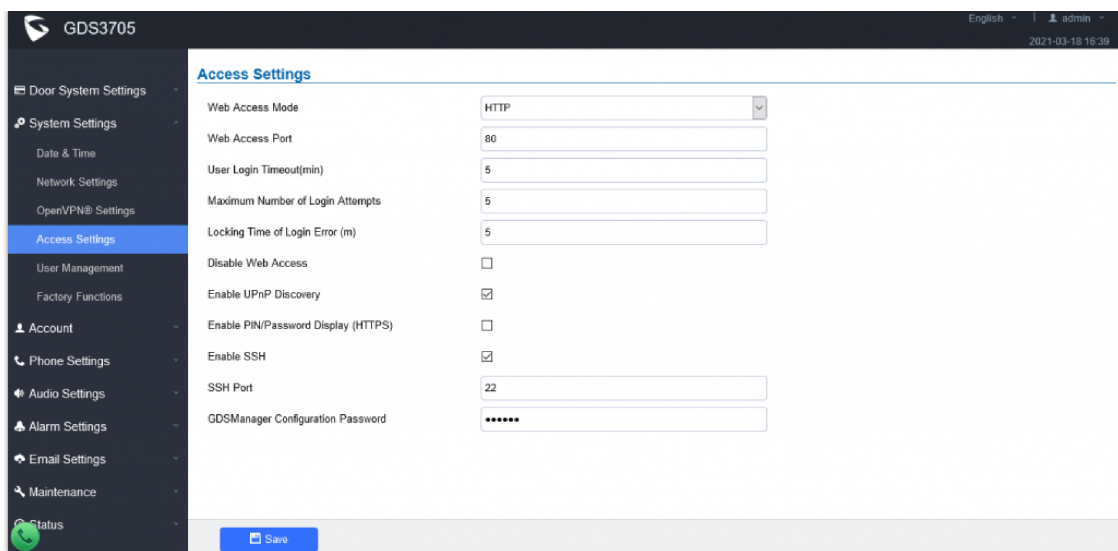 GDS3705
English
admin
2021-03-18 16:39
Door System Settings
System Settings
Date & Time
Network Settings
OpenVPN® Settings
Access Settings
User Management
Factory Functions
Account
Phone Settings
Audio Settings
Alarm Settings
Email Settings
Maintenance
Status
Access Settings
Web Access Mode HTTP
Web Access Port 80
User Login Timeout(min) 5
Maximum Number of Login Attempts 5
Locking Time of Login Error (m) 5
Disable Web Access
Enable UPnP Discovery
Enable PIN/Password Display (HTTPS)
Enable SSH
SSH Port 22
GDSManager Configuration Password ••••••
Save